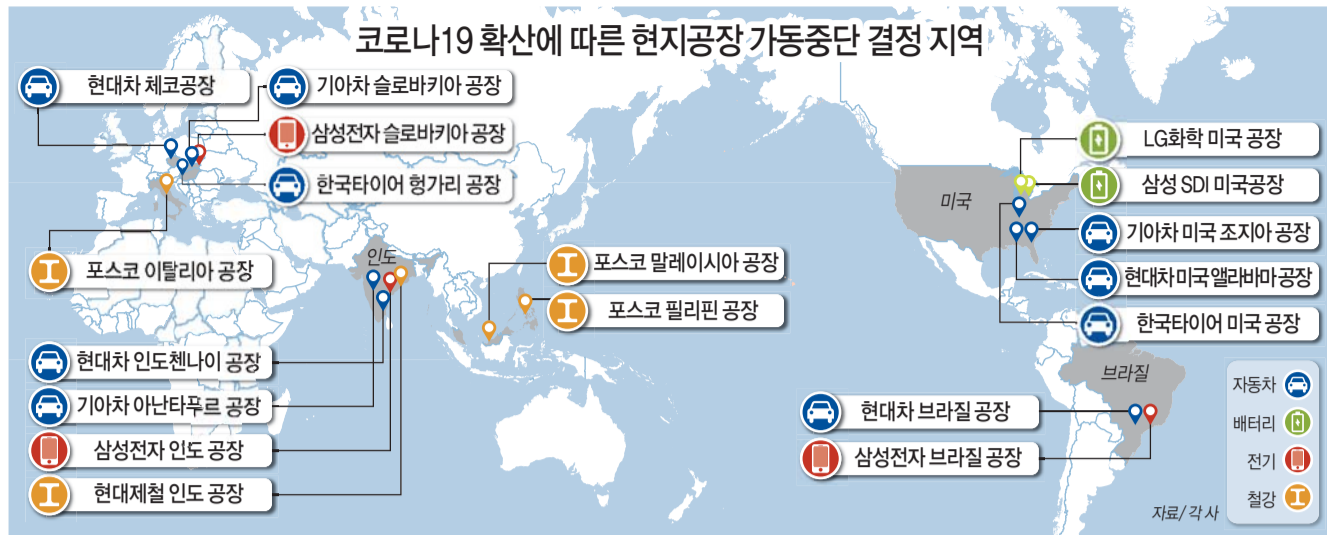 코로나19 확산에 따른 현지공장 가동중단 결정 지역
현대차 체코공장
기아차 슬로바키아 공장
삼성전자 슬로바키아 공장
한국타이어 헝가리 공장
포스코 이탈리아 공장
인도
포스코 말레이시아 공장
포스코 필리핀 공장
현대차 인도첸나이 공장
기아차 아난타푸르 공장
삼성전자 인도 공장
현대제철 인도 공장
미국
LG화학 미국 공장
삼성 SDI 미국공장
기아차 미국 조지아 공장
현대차 미국 앨라바마 공장
한국타이어 미국 공장
브라질
현대차 브라질 공장
삼성전자 브라질 공장
자동차
배터리
전기
철강
자료/각 사